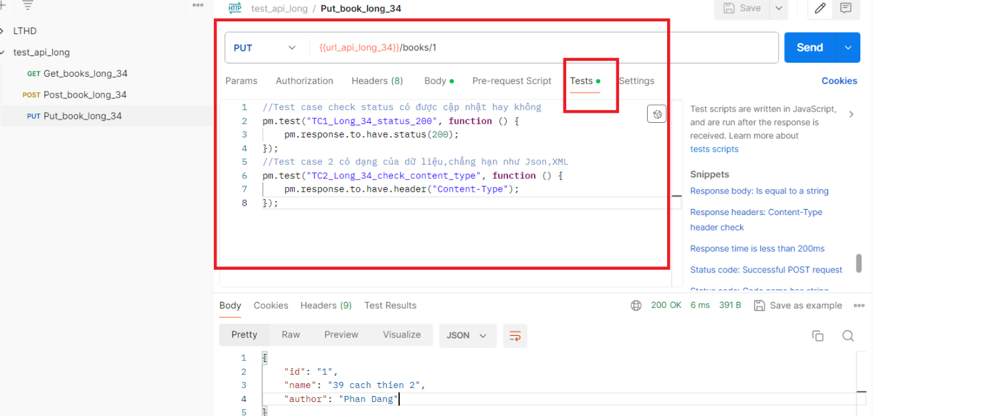 HTTP test_api_long / Put_book_long_34
Save
LTHD
test_api_long
GET Get_books_long_34
POST Post_book_long_34
PUT Put_book_long_34
PUT
{{url_api_long_34}}/books/1
Send
Params Authorization Headers (8) Body Pre-request Script Tests Settings
Cookies
1 //Test case check status có được cập nhật hay không
2 pm.test("TC1_Long_34_status_200", function () {
3 pm.response.to.have.status(200);
4 });
5 //Test case 2 có dạng của dữ liệu,chẳng hạn như Json,XML
6 pm.test("TC2_Long_34_check_content_type", function () {
7 pm.response.to.have.header("Content-Type");
8 });
Test scripts are written in JavaScript,
and are run after the response is
received. Learn more about
tests scripts
Snippets
Response body: Is equal to a string
Response headers: Content-Type
header check
Response time is less than 200ms
Status code: Successful POST request
Status code: Code name has string
Body Cookies Headers (9) Test Results
200 OK 6 ms 391 B Save as example
Pretty Raw Preview Visualize JSON
1 {
2 "id": "1",
3 "name": "39 cach thien 2",
4 "author": "Phan Dang"
5 }